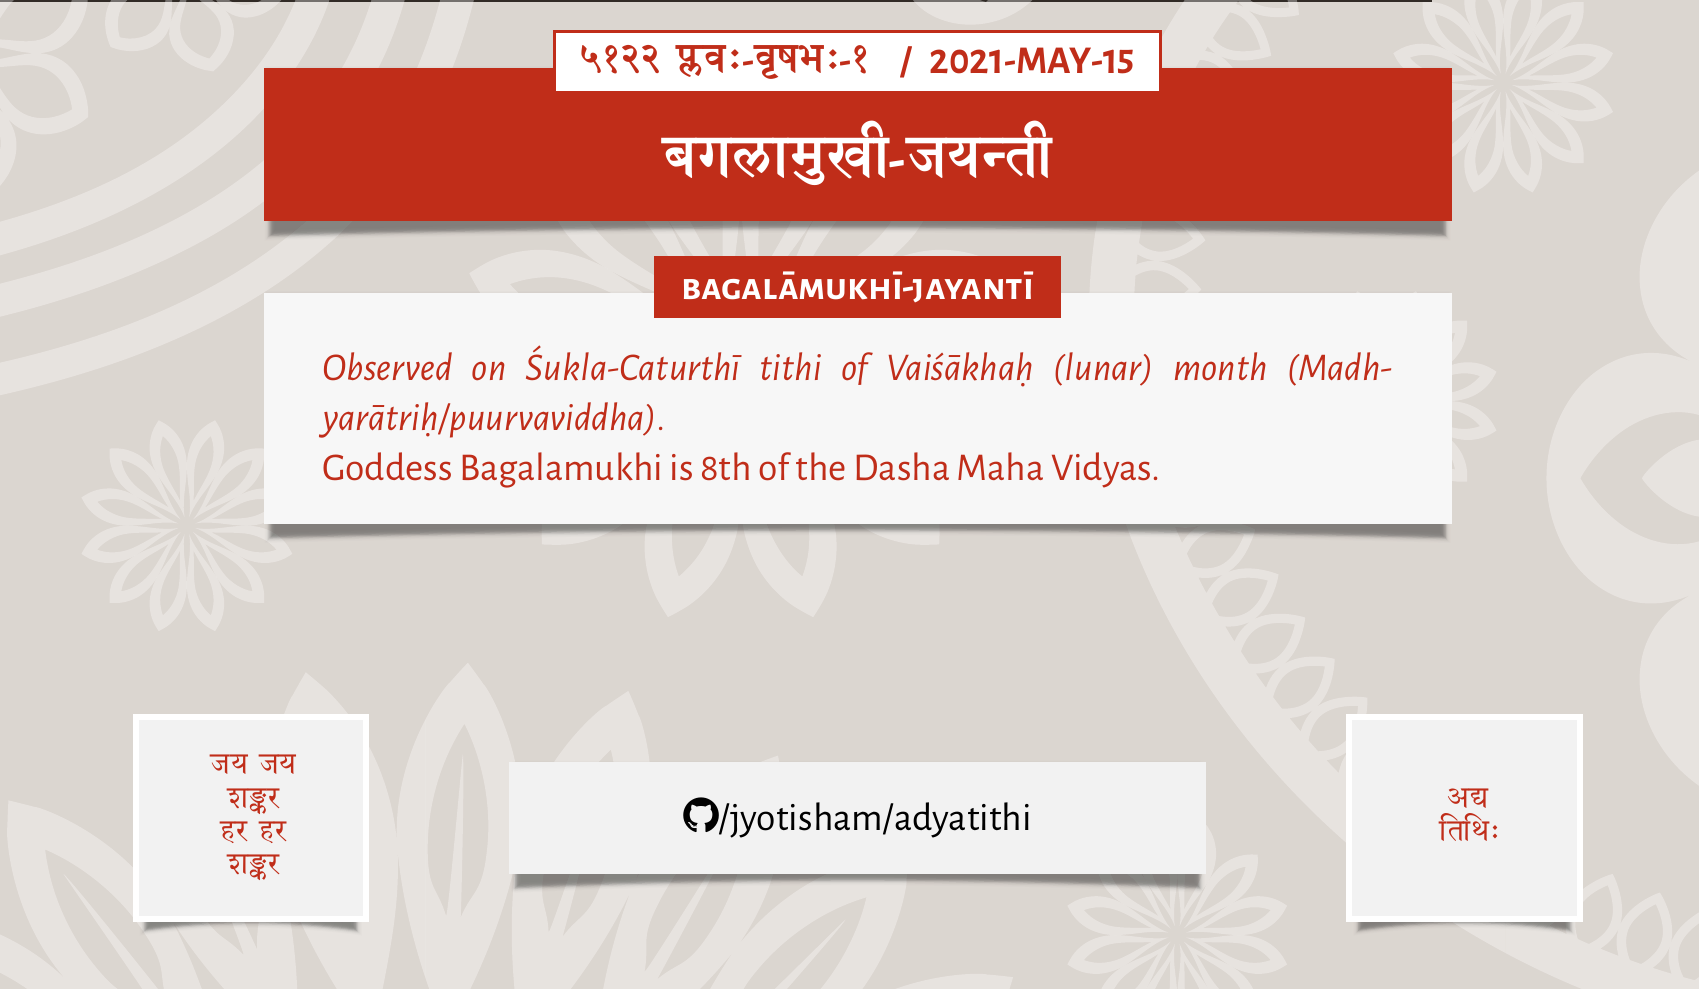 ५१२२ प्लवः-वृषभः-१ / 2021-MAY-15
बगलामुखी-जयन्ती
BAGALĀMUKHĪ-JAYANTĪ
Observed on Śukla-Caturthī tithi of Vaiśākhaḥ (lunar) month (Madh-
yarātriḥ/puurvaviddha).
Goddess Bagalamukhi is 8th of the Dasha Maha Vidyas.
जय जय
शङ्कर
हर हर
शङ्कर
/jyotisham/adyatithi
अद्य
तिथिः